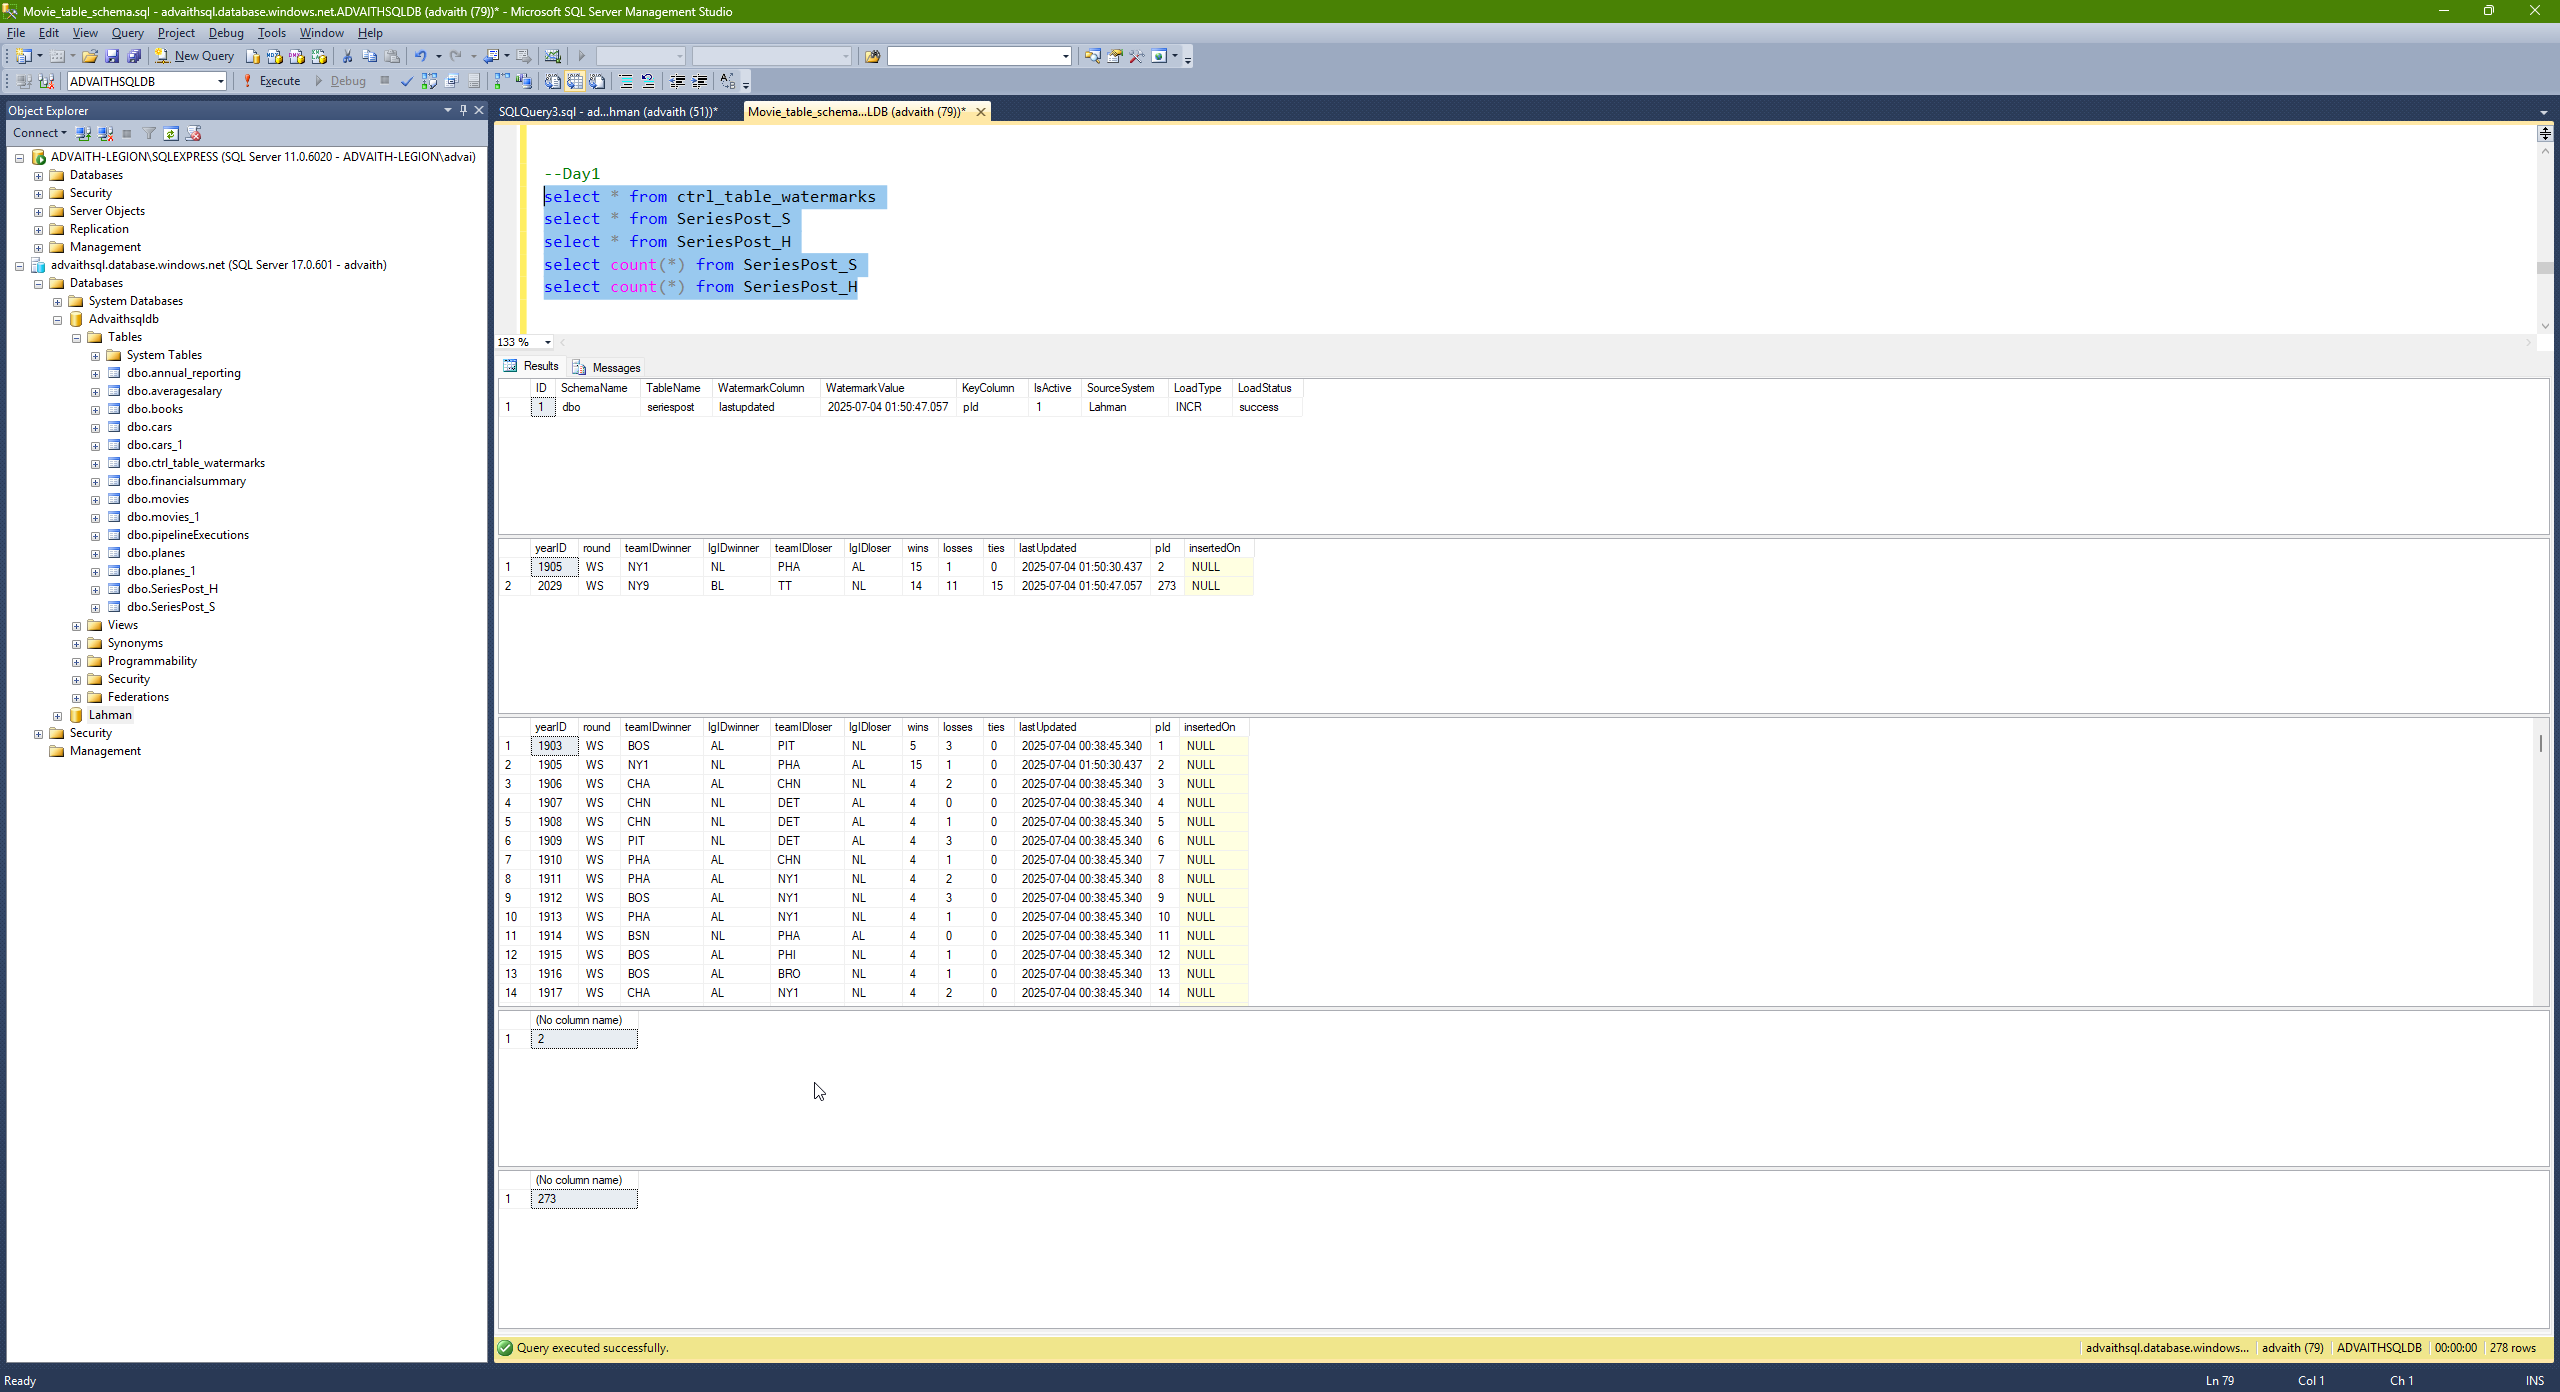 Movie_table_schema.sql - advaithsql.database.windows.net.ADVAITHSQLDB (advaith (79))* - Microsoft SQL Server Management Studio
File Edit View Query Project Debug Tools Window Help
New Query
ADVAITHSQLDB Execute Debug
Object Explorer
Connect
ADVAITH-LEGION\SQLEXPRESS (SQL Server 11.0.6020 - ADVAITH-LEGION\advai)
Databases
Security
Server Objects
Replication
Management
advaithsql.database.windows.net (SQL Server 17.0.601 - advaith)
Databases
System Databases
Advaithsqldb
Tables
System Tables
dbo.annual_reporting
dbo.averagesalary
dbo.books
dbo.cars
dbo.cars_1
dbo.ctrl_table_watermarks
dbo.financialsummary
dbo.movies
dbo.movies_1
dbo.pipelineExecutions
dbo.planes
dbo.planes_1
dbo.SeriesPost_H
dbo.SeriesPost_S
Views
Synonyms
Programmability
Security
Federations
Lahman
Security
Management
SQLQuery3.sql - ad...hman (advaith (51))* Movie_table_schema...LDB (advaith (79))*
--Day1
select * from ctrl_table_watermarks
select * from SeriesPost_S
select * from SeriesPost_H
select count(*) from SeriesPost_S
select count(*) from SeriesPost_H
133 %
Results Messages
ID SchemaName TableName WatermarkColumn WatermarkValue KeyColumn IsActive SourceSystem LoadType LoadStatus
1 1 dbo seriespost lastupdated 2025-07-04 01:50:47.057 pId 1 Lahman INCR success
yearID round teamIDwinner lgIDwinner teamIDloser lgIDloser wins losses ties lastUpdated pId insertedOn
1 1905 WS NY1 NL PHA AL 15 1 0 2025-07-04 01:50:30.437 2 NULL
2 2029 WS NY9 BL TT NL 14 11 15 2025-07-04 01:50:47.057 273 NULL
yearID round teamIDwinner lgIDwinner teamIDloser lgIDloser wins losses ties lastUpdated pId insertedOn
1 1903 WS BOS AL PIT NL 5 3 0 2025-07-04 00:38:45.340 1 NULL
2 1905 WS NY1 NL PHA AL 15 1 0 2025-07-04 01:50:30.437 2 NULL
3 1906 WS CHA AL CHN NL 4 2 0 2025-07-04 00:38:45.340 3 NULL
4 1907 WS CHN NL DET AL 4 0 0 2025-07-04 00:38:45.340 4 NULL
5 1908 WS CHN NL DET AL 4 1 0 2025-07-04 00:38:45.340 5 NULL
6 1909 WS PIT NL DET AL 4 3 0 2025-07-04 00:38:45.340 6 NULL
7 1910 WS PHA AL CHN NL 4 1 0 2025-07-04 00:38:45.340 7 NULL
8 1911 WS PHA AL NY1 NL 4 2 0 2025-07-04 00:38:45.340 8 NULL
9 1912 WS BOS AL NY1 NL 4 3 0 2025-07-04 00:38:45.340 9 NULL
10 1913 WS PHA AL NY1 NL 4 1 0 2025-07-04 00:38:45.340 10 NULL
11 1914 WS BSN NL PHA AL 4 0 0 2025-07-04 00:38:45.340 11 NULL
12 1915 WS BOS AL PHI NL 4 1 0 2025-07-04 00:38:45.340 12 NULL
13 1916 WS BOS AL BRO NL 4 1 0 2025-07-04 00:38:45.340 13 NULL
14 1917 WS CHA AL NY1 NL 4 2 0 2025-07-04 00:38:45.340 14 NULL
(No column name)
1 2
(No column name)
1 273
Query executed successfully. advaithsql.database.windows... advaith (79) ADVAITHSQLDB 00:00:00 278 rows
Ready Ln 79 Col 1 Ch 1 INS